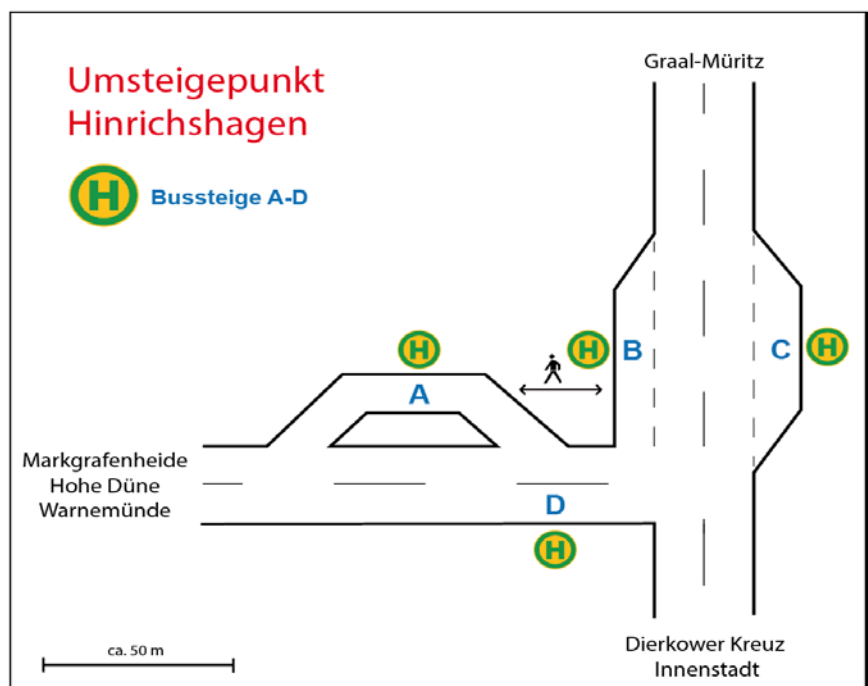 Umsteigepunkt
Hinrichshagen
H
Bussteige A-D
Graal-Müritz
H
H
B
C
H
A
Markgrafenheide
Hohe Düne
Warnemünde
D
H
ca. 50 m
Dierkower Kreuz
Innenstadt